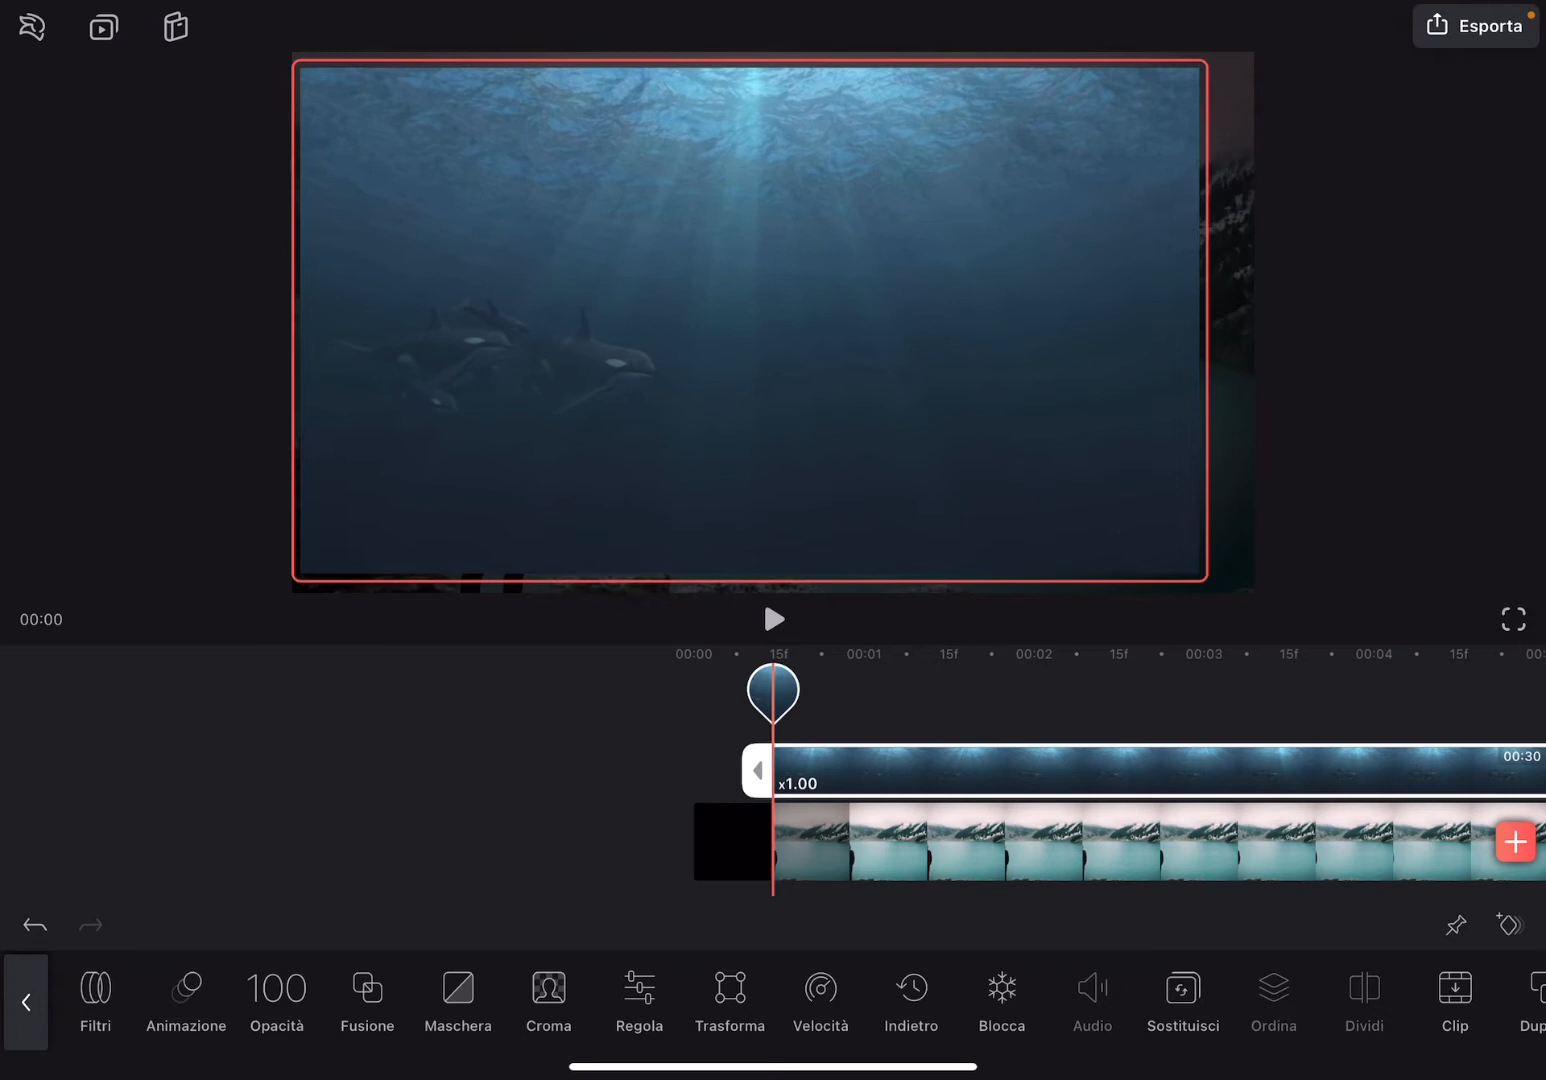 Esporta
00:00
00:00 15f 00:01 15f 00:02 15f 00:03 15f 00:04 15f 00:
00:30
x1.00
100
Filtri Animazione Opacità Fusione Maschera Croma Regola Trasforma Velocità Indietro Blocca Audio Sostituisci Ordina Dividi Clip Dup